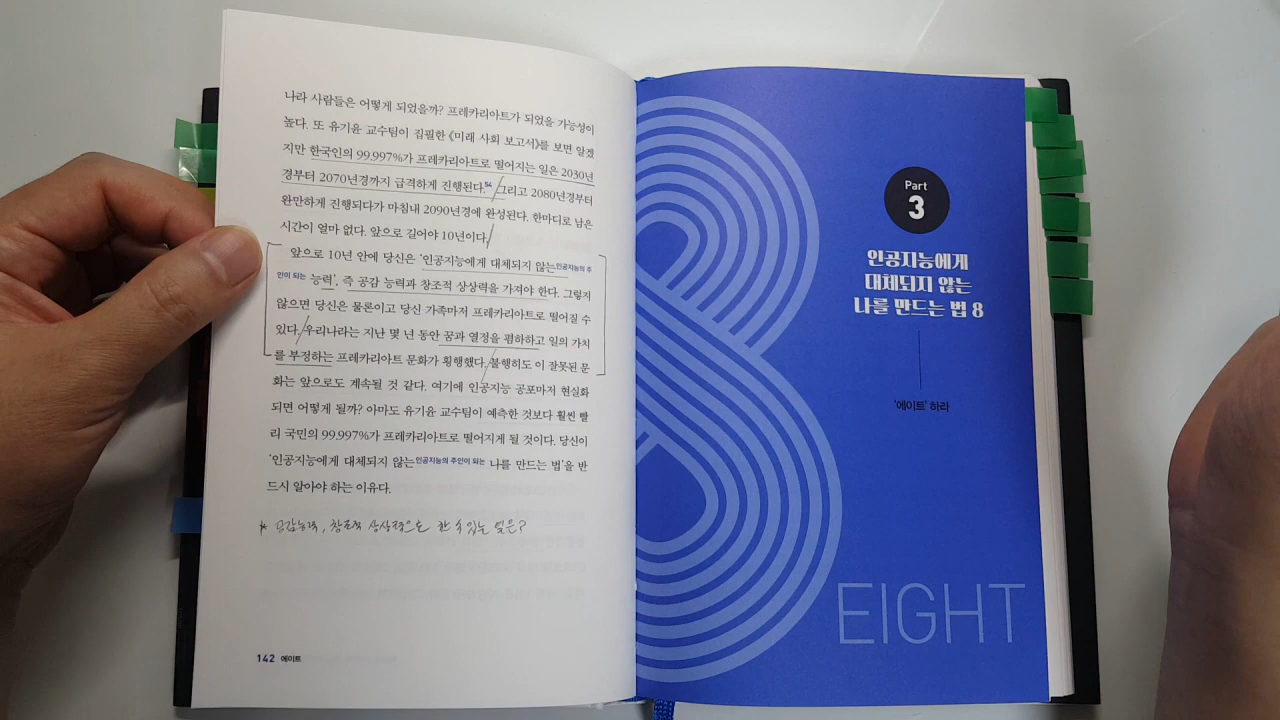 나라 사람들은 어떻게 되었을까? 프레카리아트가 되었을 가능성이
높다. 또 유기윤 교수팀이 집필한 《미래 사회 보고서》를 보면 알겠
지만 한국인의 99.997%가 프레카리아트로 떨어지는 일은 2030년
경부터 2070년경까지 급격하게 진행된다.54 그리고 2080년경부터
완만하게 진행되다가 마침내 2090년경에 완성된다. 한마디로 남은
시간이 얼마 없다. 앞으로 길어야 10년이다.
앞으로 10년 안에 당신은 ‘인공지능에게 대체되지 않는인공지능의 주
인이 되는 능력’, 즉 공감 능력과 창조적 상상력을 가져야 한다. 그렇지
않으면 당신은 물론이고 당신 가족마저 프레카리아트로 떨어질 수
있다. 우리나라는 지난 몇 년 동안 꿈과 열정을 폄하하고 일의 가치
를 부정하는 프레카리아트 문화가 횡행했다. 불행히도 이 잘못된 문
화는 앞으로도 계속될 것 같다. 여기에 인공지능 공포마저 현실화
되면 어떻게 될까? 아마도 유기윤 교수팀이 예측한 것보다 훨씬 빨
리 국민의 99.997%가 프레카리아트로 떨어지게 될 것이다. 당신이
‘인공지능에게 대체되지 않는인공지능의 주인이 되는 나를 만드는 법’을 반
드시 알아야 하는 이유다.
* 공감능력, 창조적 상상력으로 할 수 있는 일은?
142 에이트
Part
3
인공지능에게
대체되지 않는
나를 만드는 법 8
‘에이트’ 하라
EIGHT